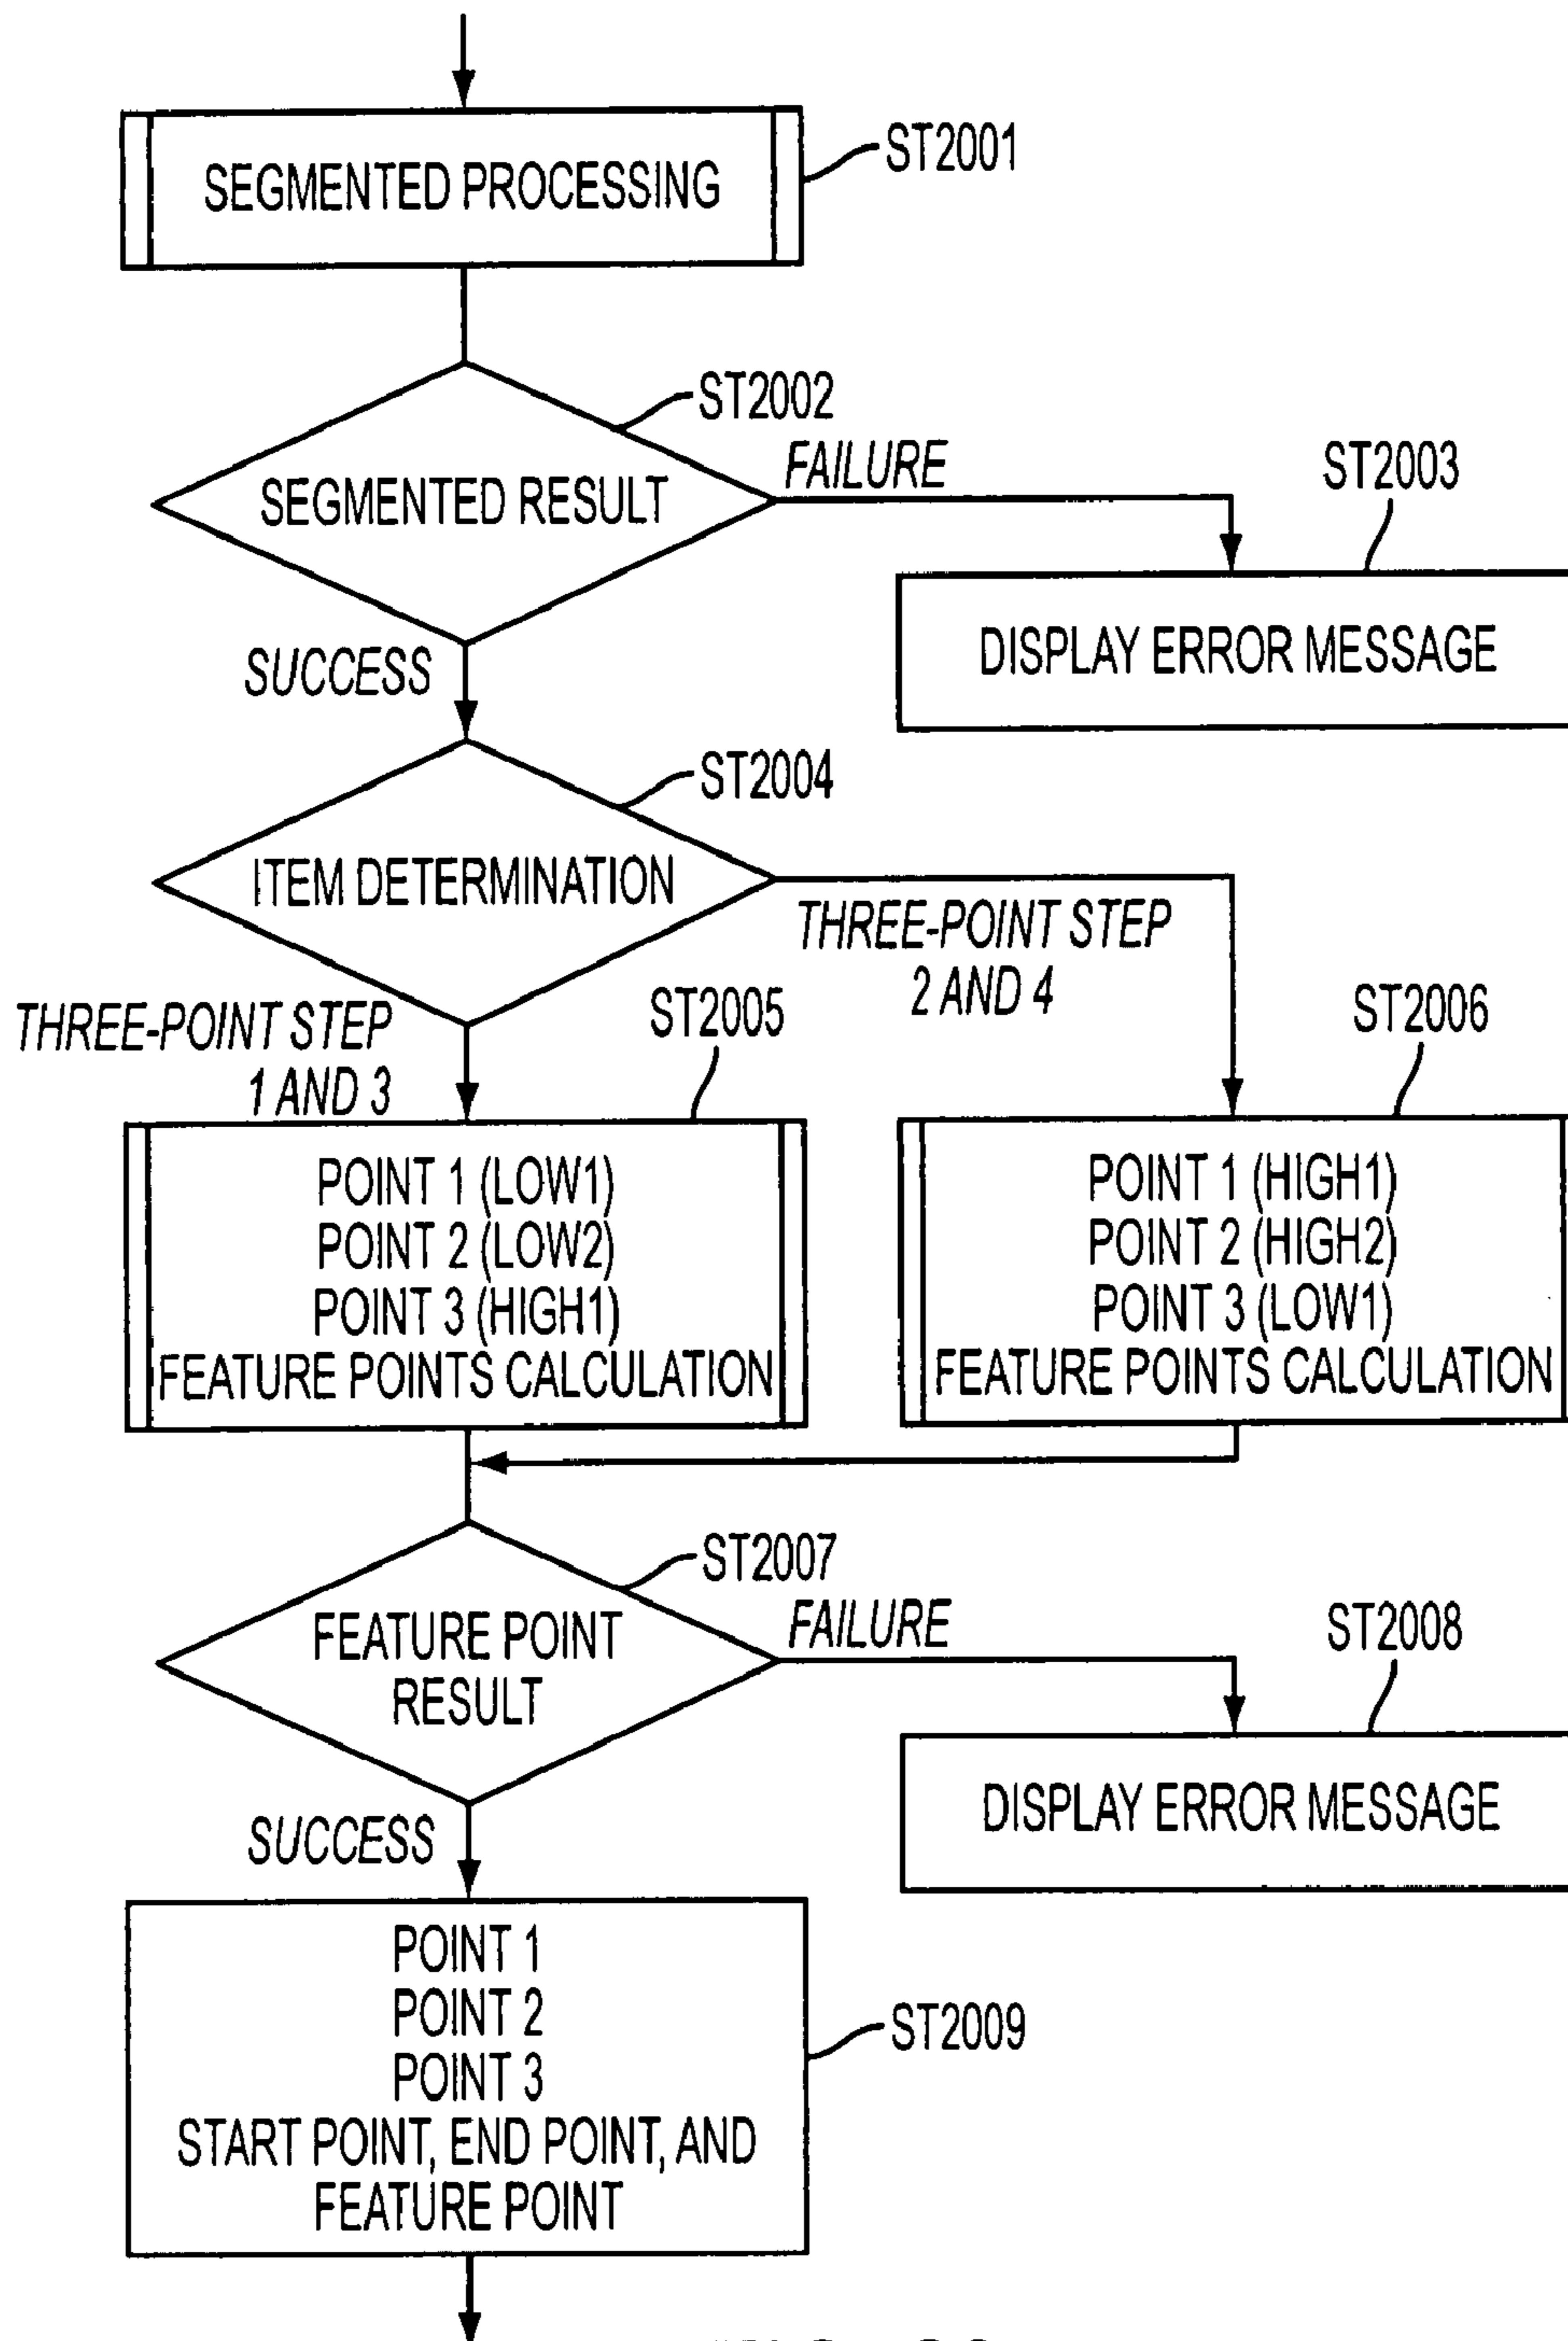 SEGMENTED PROCESSING
ST2001
ST2002
SEGMENTED RESULT
FAILURE
ST2003
DISPLAY ERROR MESSAGE
SUCCESS
ST2004
ITEM DETERMINATION
THREE-POINT STEP
2 AND 4
THREE-POINT STEP
1 AND 3
ST2005
ST2006
POINT 1 (LOW1)
POINT 2 (LOW2)
POINT 3 (HIGH1)
FEATURE POINTS CALCULATION
POINT 1 (HIGH1)
POINT 2 (HIGH2)
POINT 3 (LOW1)
FEATURE POINTS CALCULATION
ST2007
FEATURE POINT
RESULT
FAILURE
ST2008
DISPLAY ERROR MESSAGE
SUCCESS
POINT 1
POINT 2
POINT 3
START POINT, END POINT, AND
FEATURE POINT
ST2009